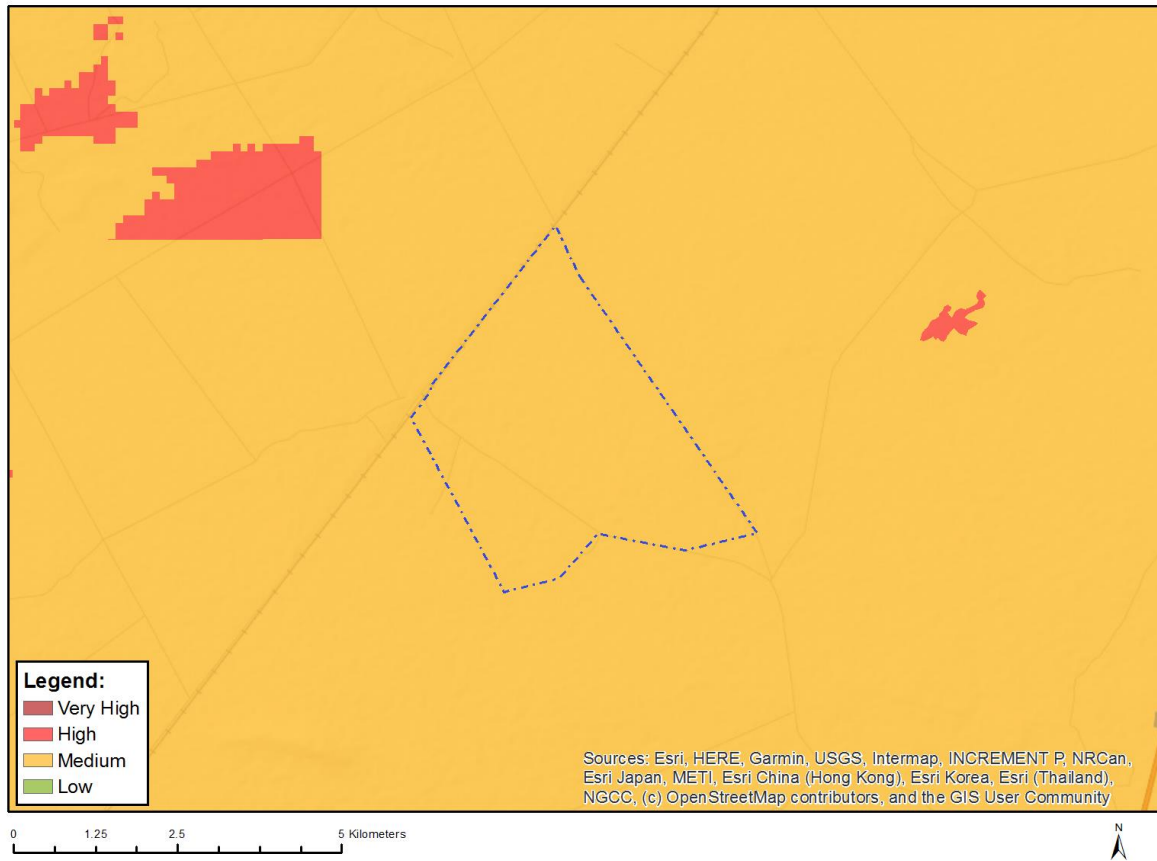 Legend:
Very High
High
Medium
Low
Sources: Esri, HERE, Garmin, USGS, Intermap, INCREMENT P, NRCan,
Esri Japan, METI, Esri China (Hong Kong), Esri Korea, Esri (Thailand),
NGCC, (c) OpenStreetMap contributors, and the GIS User Community
0 1.25 2.5 5 Kilometers
N